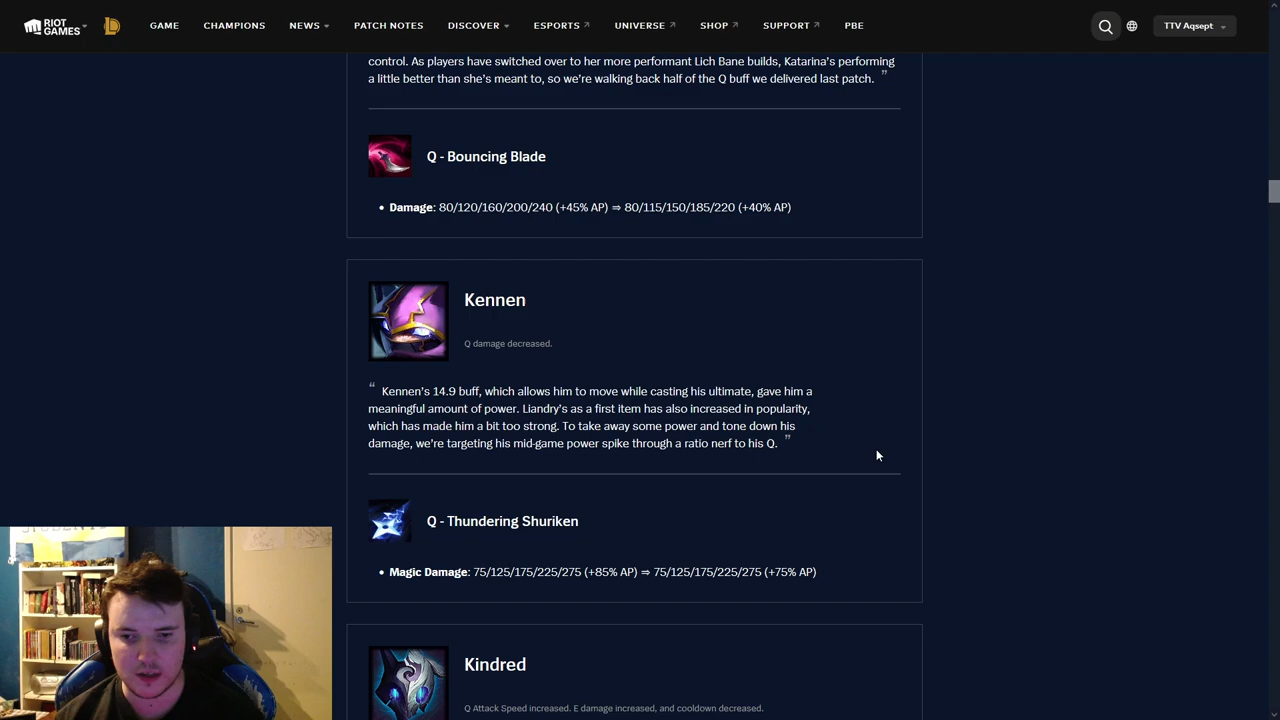 RIOT GAMES
GAME CHAMPIONS NEWS PATCH NOTES DISCOVER ESPORTS UNIVERSE SHOP SUPPORT PBE TTV Aqsept
control. As players have switched over to her more performant Lich Bane builds, Katarina's performing
a little better than she's meant to, so we're walking back half of the Q buff we delivered last patch. ”
Q - Bouncing Blade
• Damage: 80/120/160/200/240 (+45% AP) ⇒ 80/115/150/185/220 (+40% AP)
Kennen
Q damage decreased.
“ Kennen's 14.9 buff, which allows him to move while casting his ultimate, gave him a
meaningful amount of power. Liandry's as a first item has also increased in popularity,
which has made him a bit too strong. To take away some power and tone down his
damage, we're targeting his mid-game power spike through a ratio nerf to his Q. ”
Q - Thundering Shuriken
• Magic Damage: 75/125/175/225/275 (+85% AP) ⇒ 75/125/175/225/275 (+75% AP)
Kindred
Q Attack Speed increased. E damage increased, and cooldown decreased.